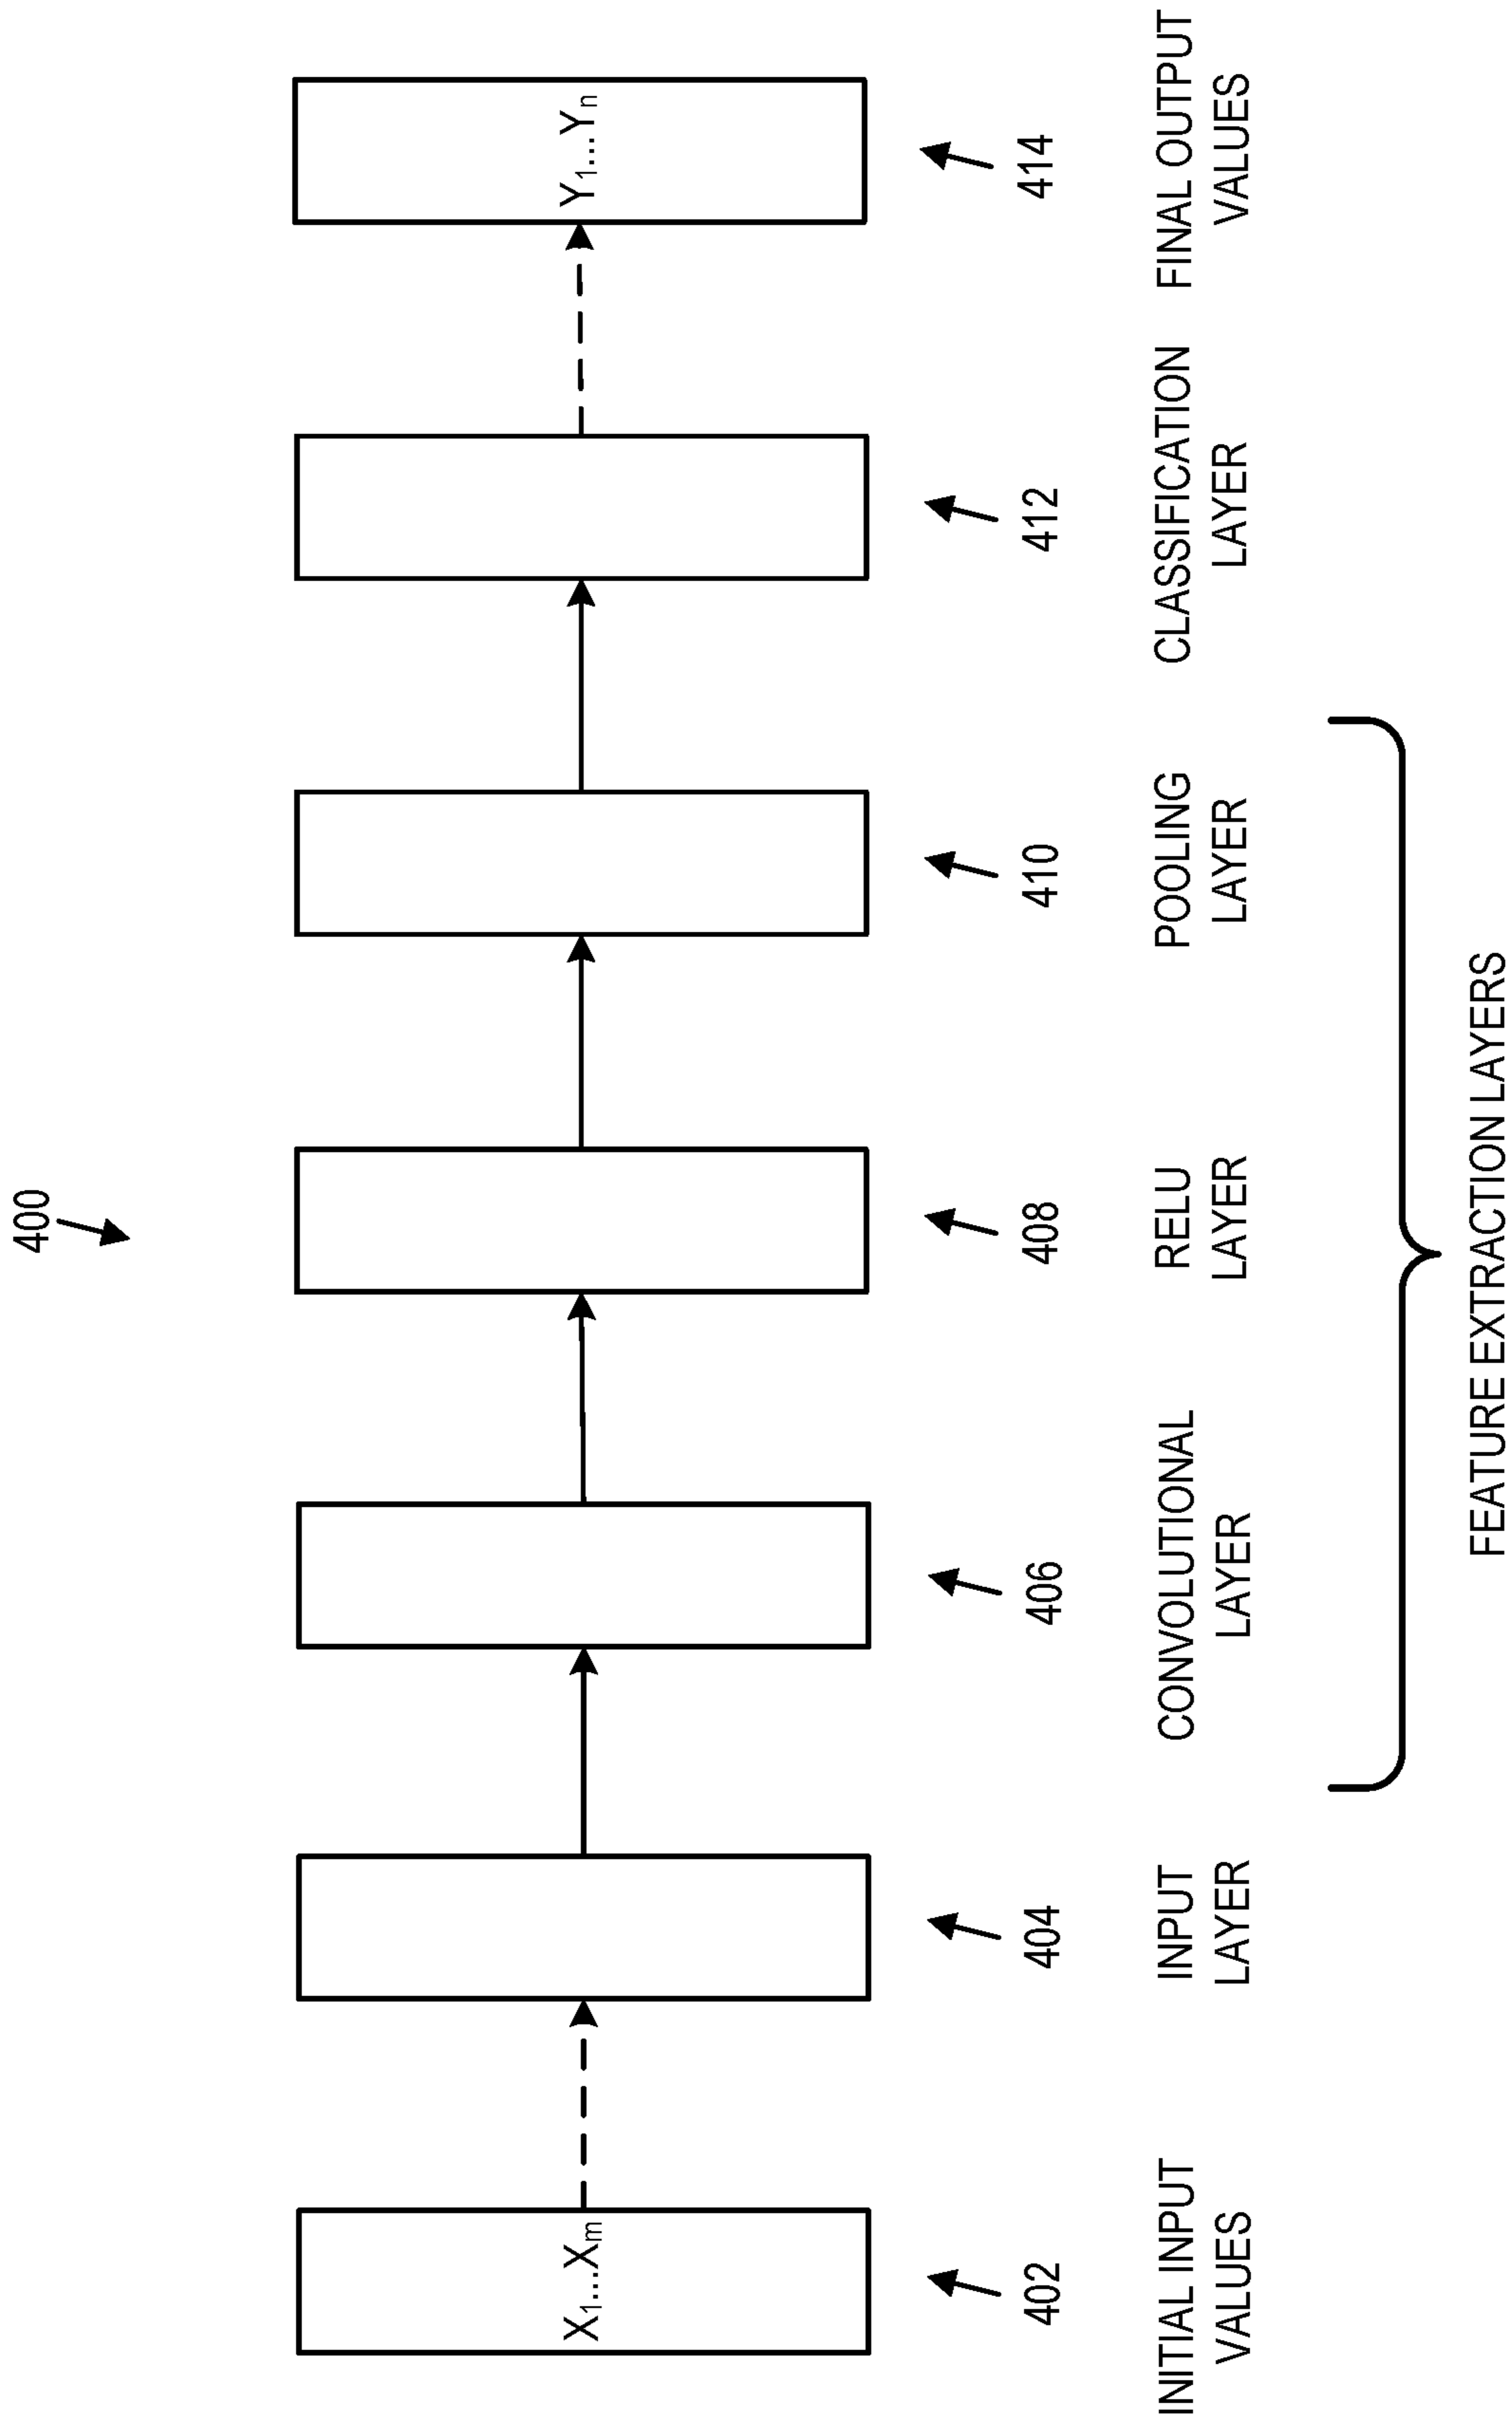 400
X1...Xm
Y1...Yn
402
404
406
408
410
412
414
INITIAL INPUT
VALUES
INPUT
LAYER
CONVOLUTIONAL
LAYER
RELU
LAYER
POOLING
LAYER
CLASSIFICATION
LAYER
FINAL OUTPUT
VALUES
FEATURE EXTRACTION LAYERS